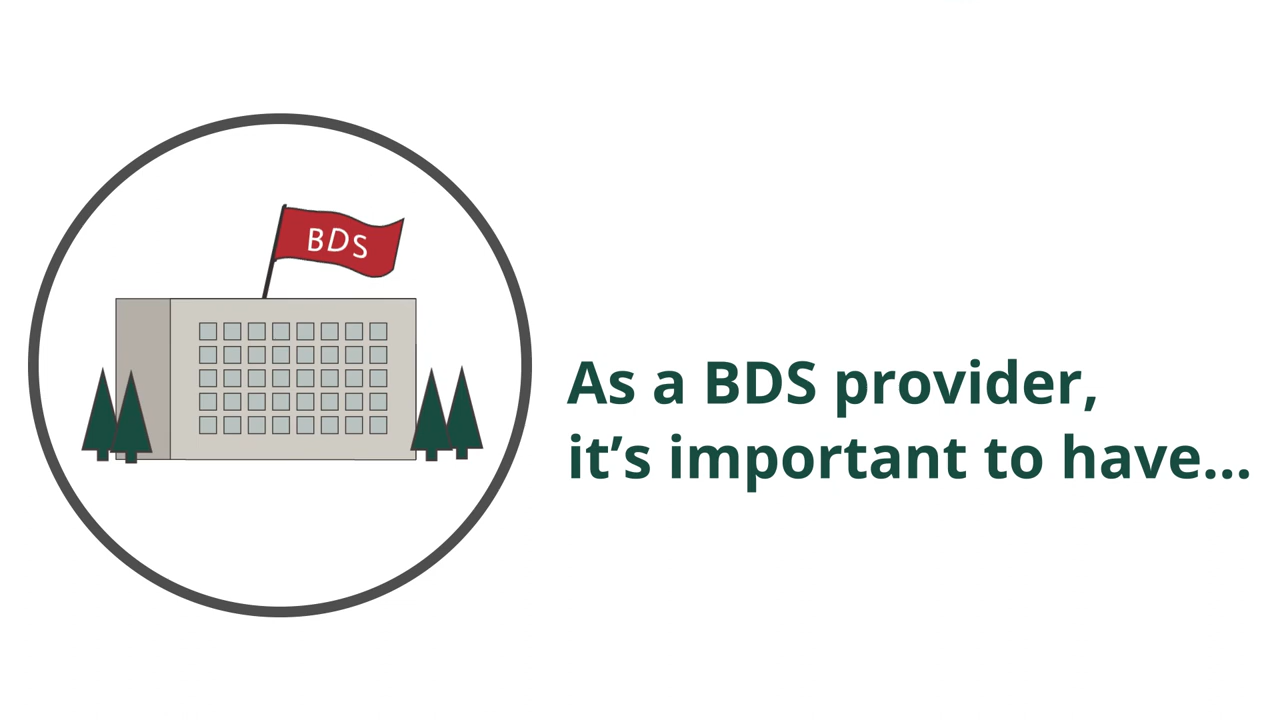 BDS
As a BDS provider,
it’s important to have...